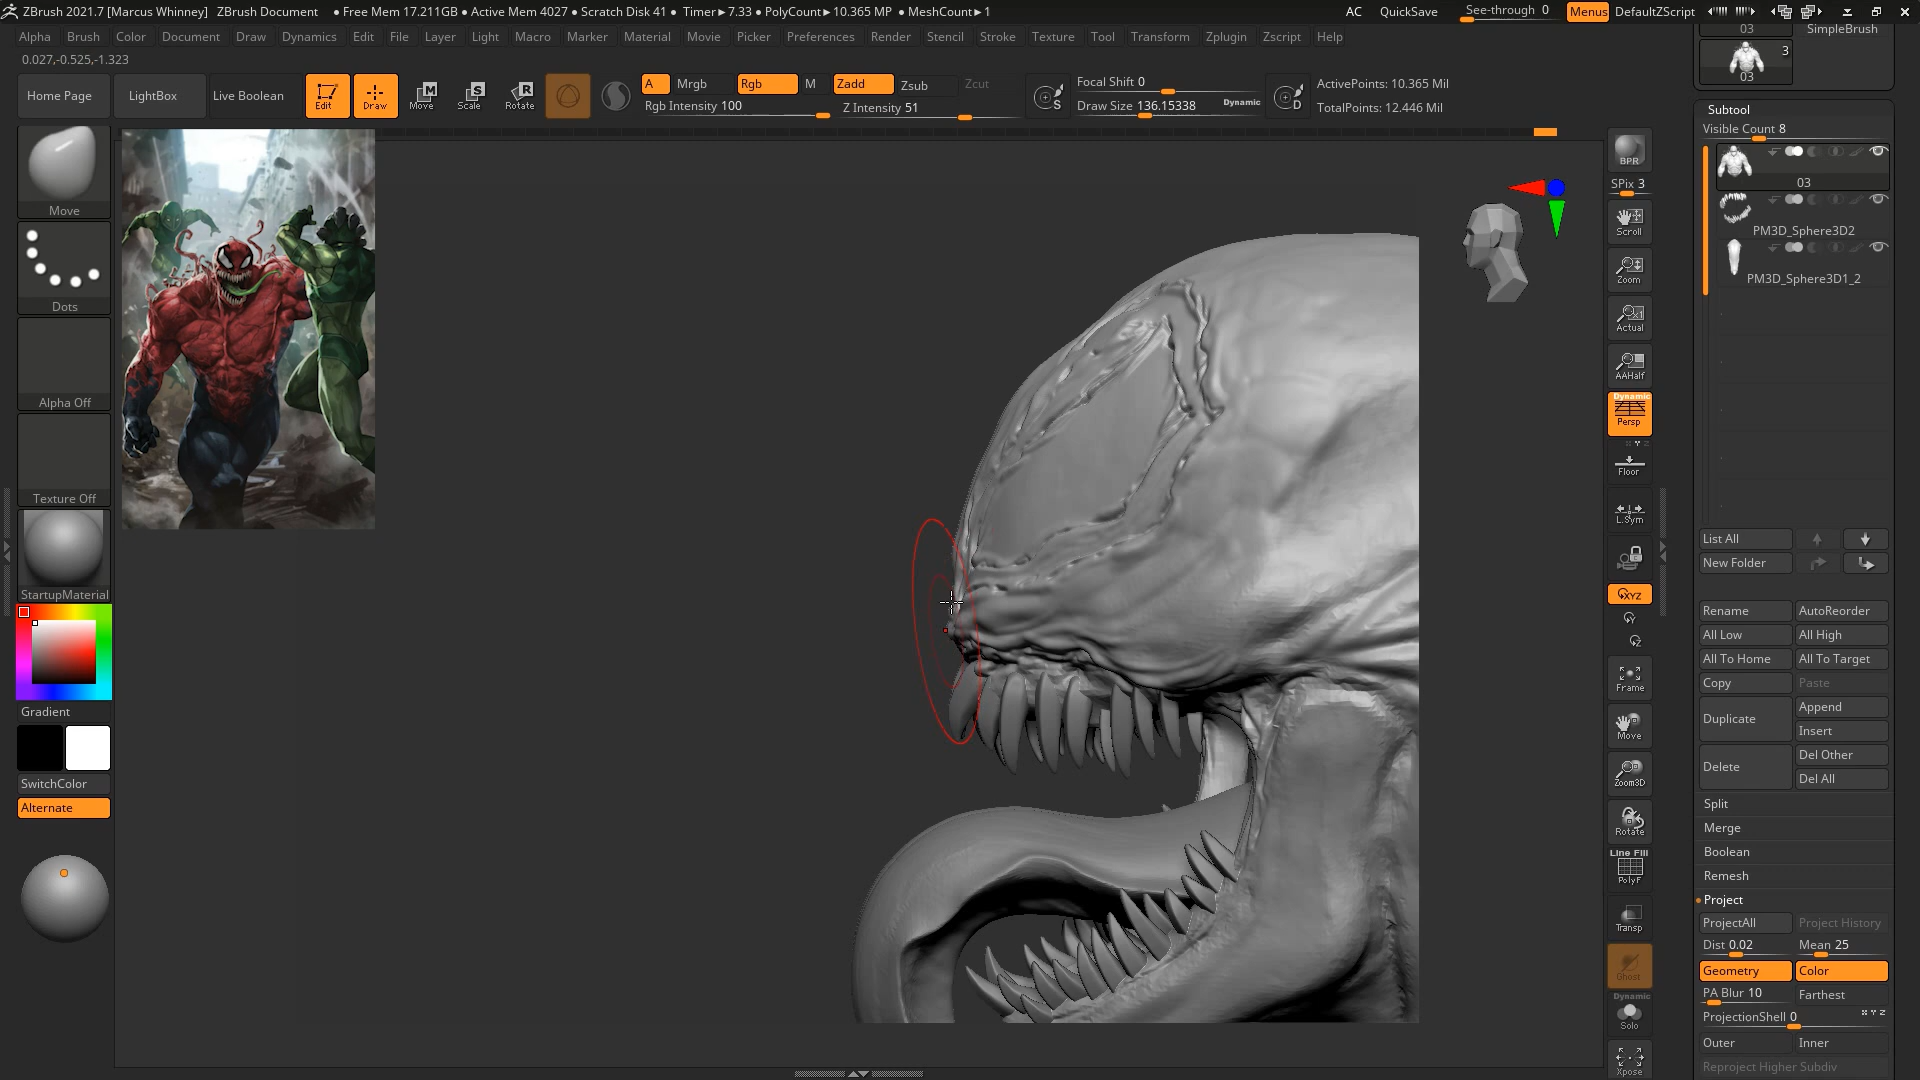 ZBrush 2021.7 [Marcus Whinney] ZBrush Document ● Free Mem 17.211GB ● Active Mem 4027 ● Scratch Disk 41 ● Timer►7.33 ● PolyCount►10.365 MP ● MeshCount►1 AC QuickSave See-through 0 Menus DefaultZScript
Alpha Brush Color Document Draw Dynamics Edit File Layer Light Macro Marker Material Movie Picker Preferences Render Stencil Stroke Texture Tool Transform Zplugin Zscript Help
0.027,-0.525,-1.323
Home Page LightBox Live Boolean Edit Draw Move Scale Rotate
A Mrgb Rgb M Zadd Zsub Zcut
Rgb Intensity 100 Z Intensity 51
S Focal Shift 0
Draw Size 136.15338 Dynamic
D ActivePoints: 10.365 Mil
TotalPoints: 12.446 Mil
Move
Dots
Alpha Off
Texture Off
StartupMaterial
Gradient
SwitchColor
Alternate
BPR
SPix 3
Scroll
Zoom
Actual
AAHalf
Dynamic
Persp
Floor
L.Sym
XYZ
Y
Z
Frame
Move
Zoom3D
Rotate
Line Fill
PolyF
Transp
Ghost
Dynamic
Solo
Xpose
03 SimpleBrush
3
03
Subtool
Visible Count 8
03
PM3D_Sphere3D2
PM3D_Sphere3D1_2
List All
New Folder
Rename AutoReorder
All Low All High
All To Home All To Target
Copy Paste
Duplicate Append
Insert
Delete Del Other
Del All
Split
Merge
Boolean
Remesh
Project
ProjectAll Project History
Dist 0.02 Mean 25
Geometry Color
PA Blur 10 Farthest
ProjectionShell 0 X Y Z
Outer Inner
Reproject Higher Subdiv